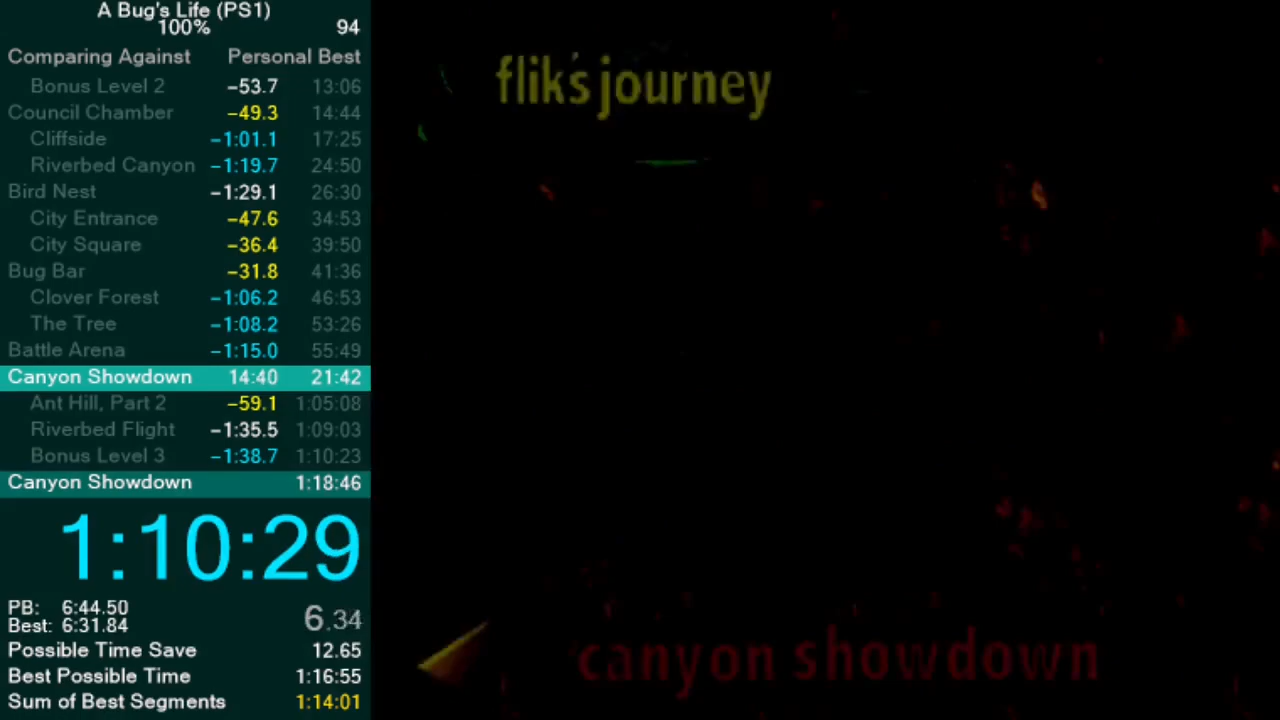 A Bug's Life (PS1)
100% 94
Comparing Against Personal Best
Bonus Level 2 −53.7 13:06
Council Chamber −49.3 14:44
Cliffside −1:01.1 17:25
Riverbed Canyon −1:19.7 24:50
Bird Nest −1:29.1 26:30
City Entrance −47.6 34:53
City Square −36.4 39:50
Bug Bar −31.8 41:36
Clover Forest −1:06.2 46:53
The Tree −1:08.2 53:26
Battle Arena −1:15.0 55:49
Canyon Showdown 14:40 21:42
Ant Hill, Part 2 −59.1 1:05:08
Riverbed Flight −1:35.5 1:09:03
Bonus Level 3 −1:38.7 1:10:23
Canyon Showdown 1:18:46
1:10:29
PB: 6:44.50
Best: 6:31.84
6.34
Possible Time Save 12.65
Best Possible Time 1:16:55
Sum of Best Segments 1:14:01
flik's journey
canyon showdown